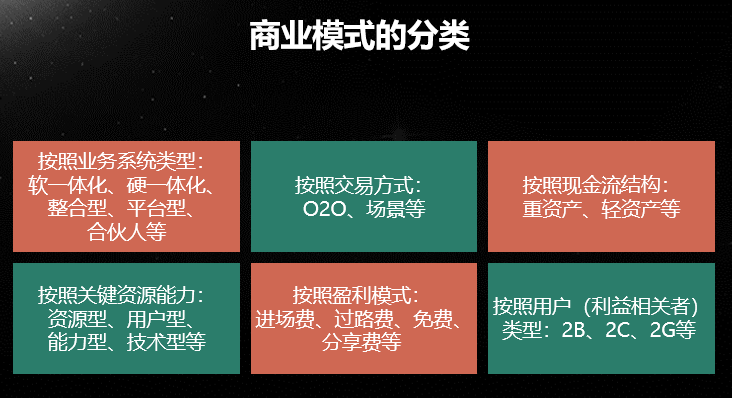 商业模式的分类
按照业务系统类型：
软一体化、硬一体化、
整合型、平台型、
合伙人等
按照交易方式：
O2O、场景等
按照现金流结构：
重资产、轻资产等
按照关键资源能力：
资源型、用户型、
能力型、技术型等
按照盈利模式：
进场费、过路费、免费、
分享费等
按照用户（利益相关者）
类型：2B、2C、2G等